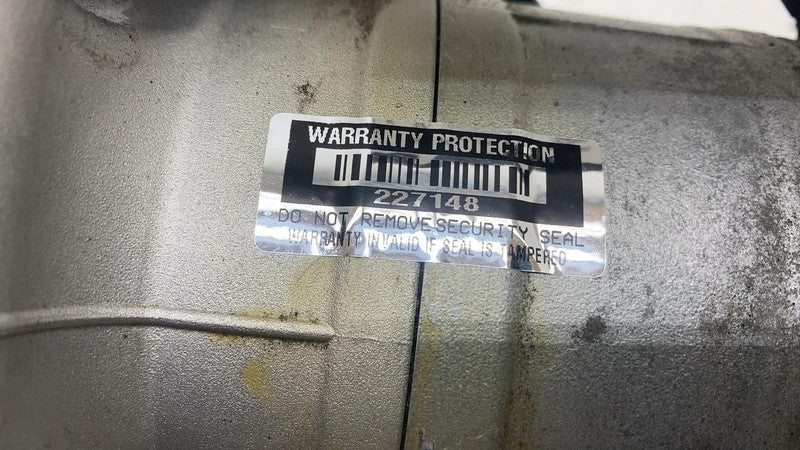 WARRANTY PROTECTION
227148
DO NOT REMOVE SECURITY SEAL
WARRANTY INVALID IF SEAL IS TAMPERED